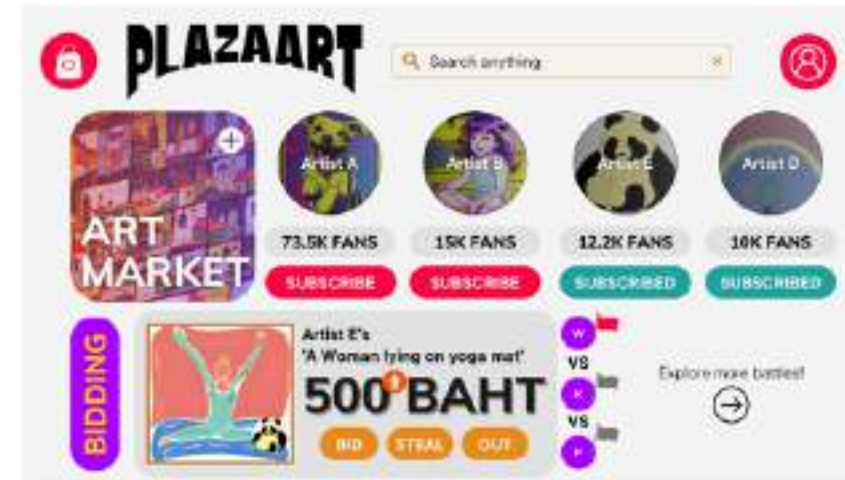 PLAZAART
Search anything
ART
MARKET
Artist A
Artist B
Artist E
Artist D
73.5K FANS
15K FANS
12.2K FANS
10K FANS
SUBSCRIBE
SUBSCRIBE
SUBSCRIBED
SUBSCRIBED
BIDDING
Artist E's
'A Woman lying on yoga mat'
500 BAHT
BID
STEAL
OUT
W
VS
K
VS
P
Explore more battles!